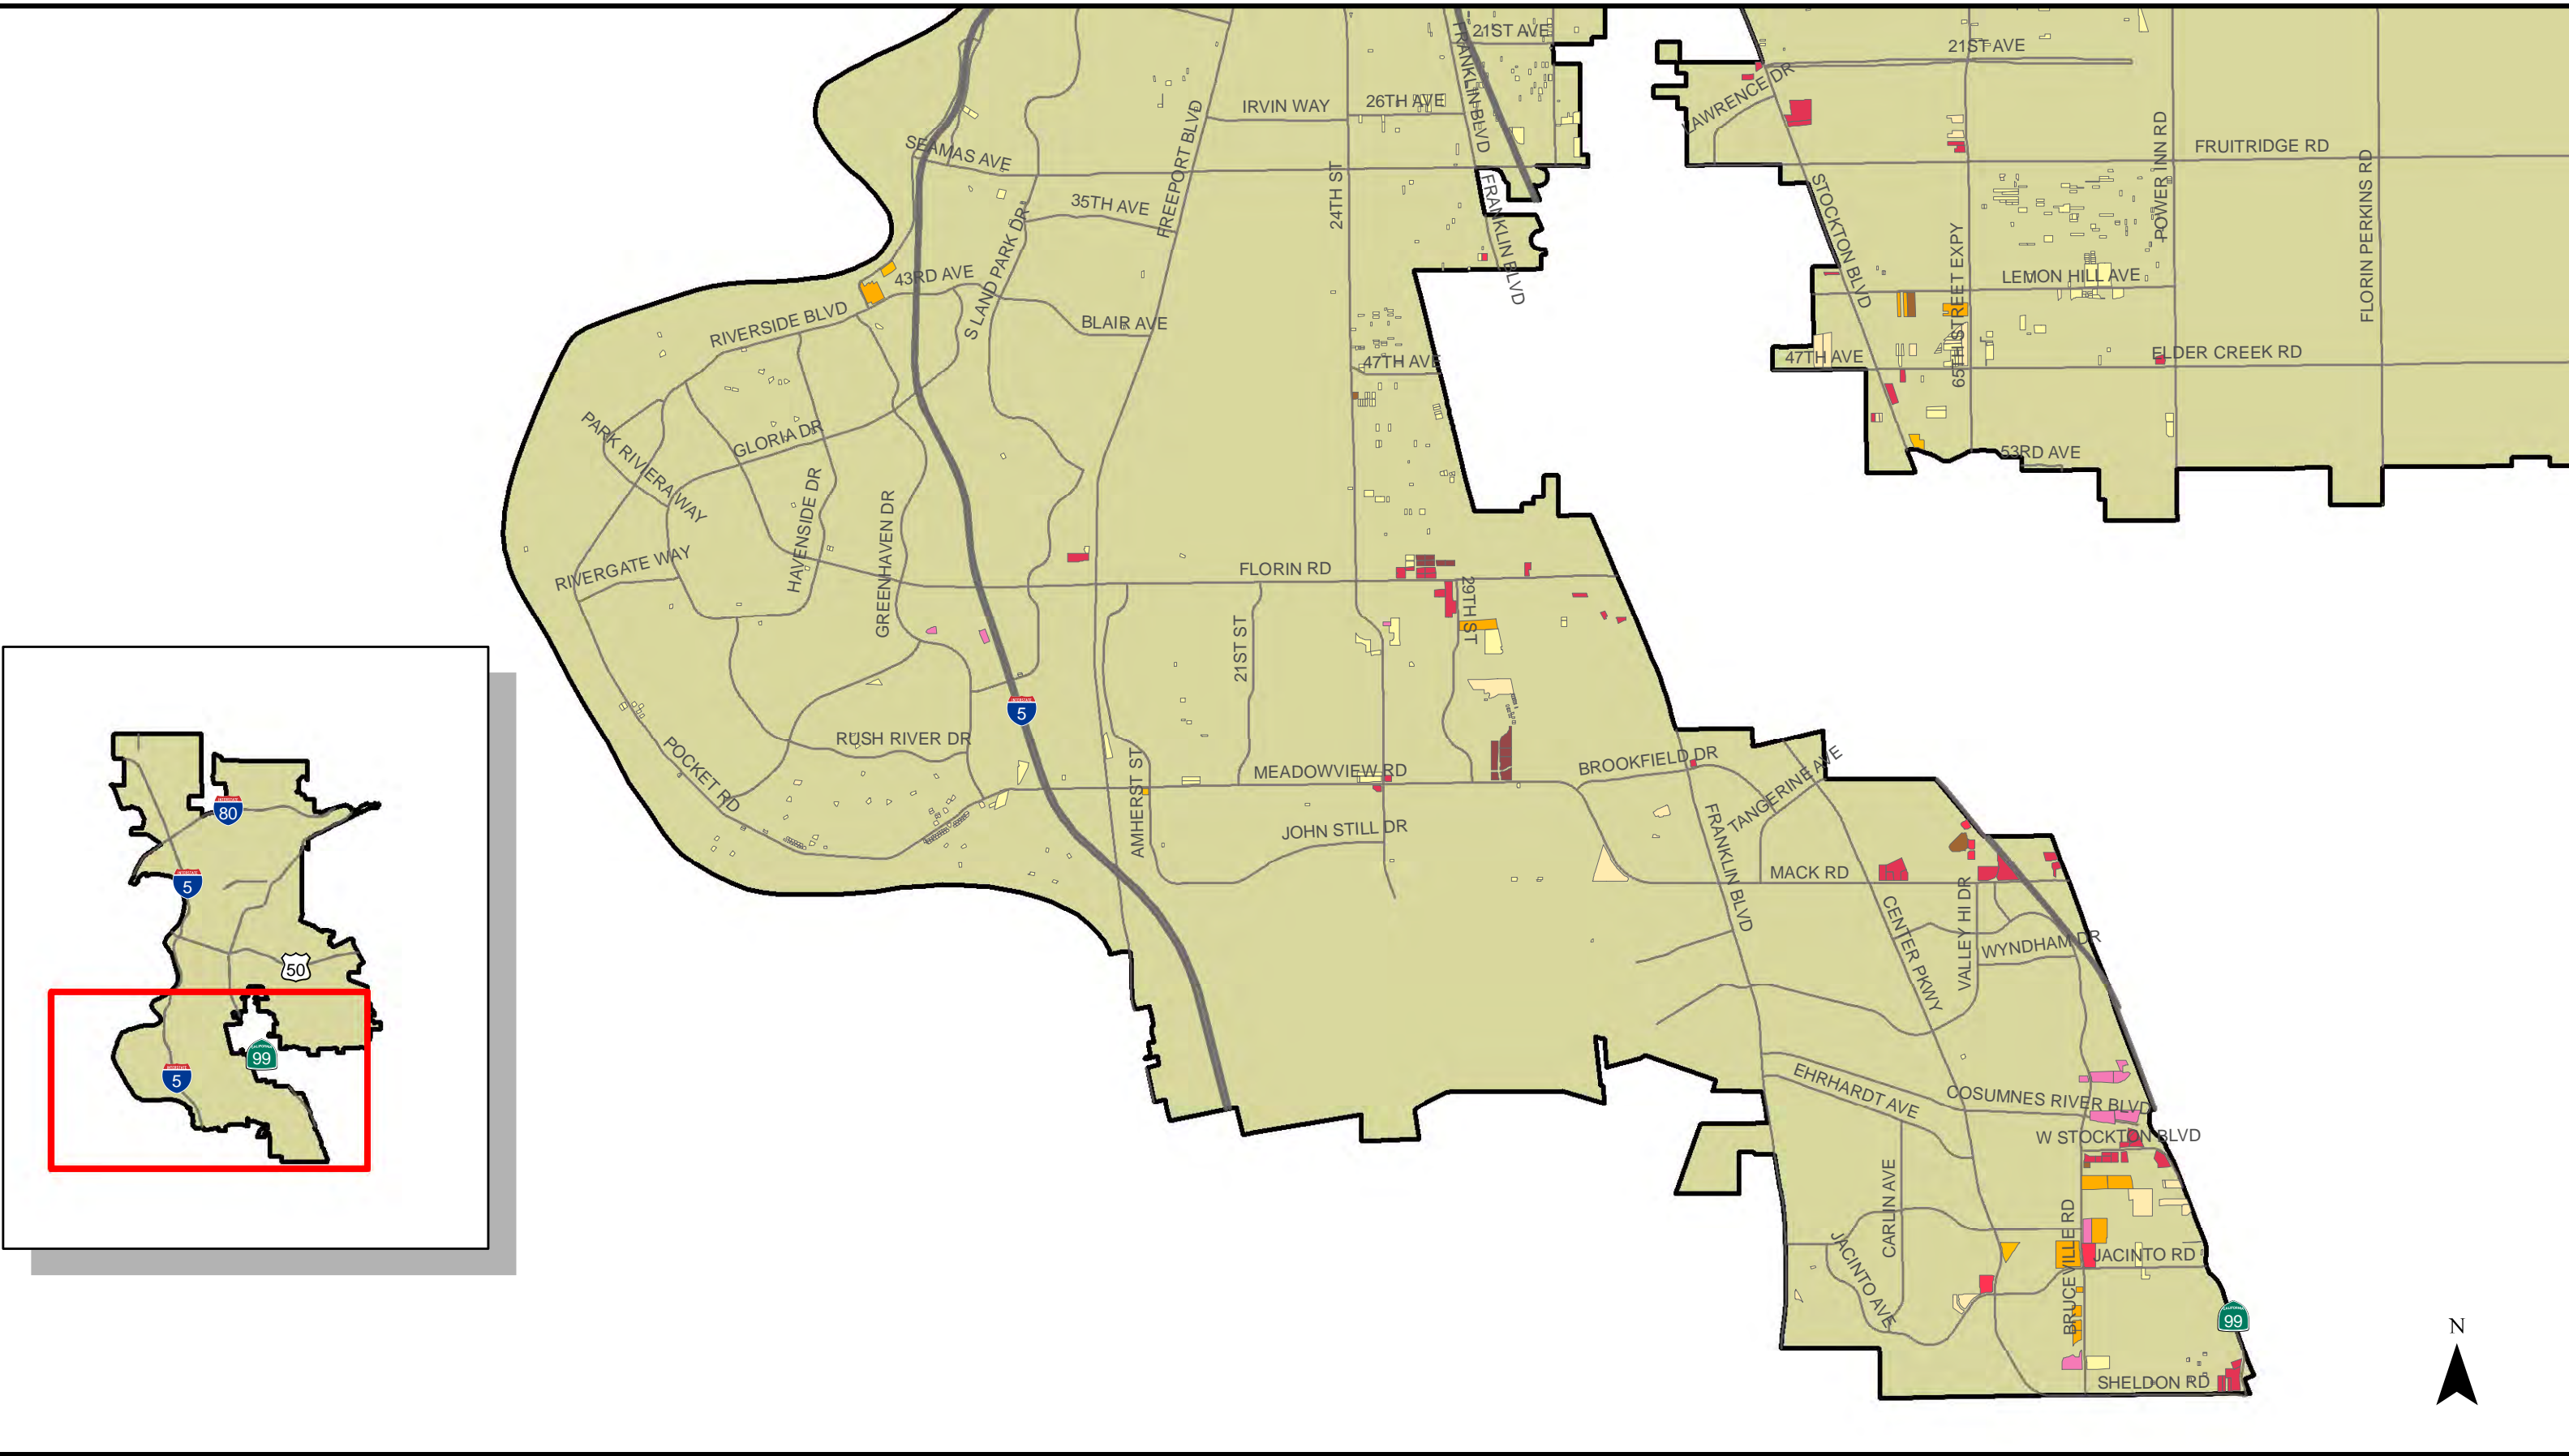 21ST AVE
FRANKLIN BLVD
21ST AVE
LAWRENCE DR
IRVIN WAY
26TH AVE
FREEPORT BLVD
SEAMAS AVE
FRUITRIDGE RD
POWER INN RD
FLORIN PERKINS RD
24TH ST
35TH AVE
FRANKLIN BLVD
STOCKTON BLVD
65TH STREET EXPY
S LAND PARK DR
43RD AVE
LEMON HILL AVE
RIVERSIDE BLVD
BLAIR AVE
47TH AVE
47TH AVE
ELDER CREEK RD
PARK RIVIERA WAY
GLORIA DR
53RD AVE
HAVENSIDE DR
GREENHAVEN DR
RIVERGATE WAY
FLORIN RD
29TH ST
21ST ST
5
RUSH RIVER DR
POCKET RD
AMHERST ST
MEADOWVIEW RD
BROOKFIELD DR
TANGERINE AVE
JOHN STILL DR
FRANKLIN BLVD
MACK RD
CENTER PKWY
VALLEY HI DR
WYNDHAM DR
EHRHARDT AVE
COSUMNES RIVER BLVD
W STOCKTON BLVD
CARLIN AVE
JACINTO AVE
BRUCEVILLE RD
JACINTO RD
CALIFORNIA
99
SHELDON RD
N
80
5
50
CALIFORNIA
99
5